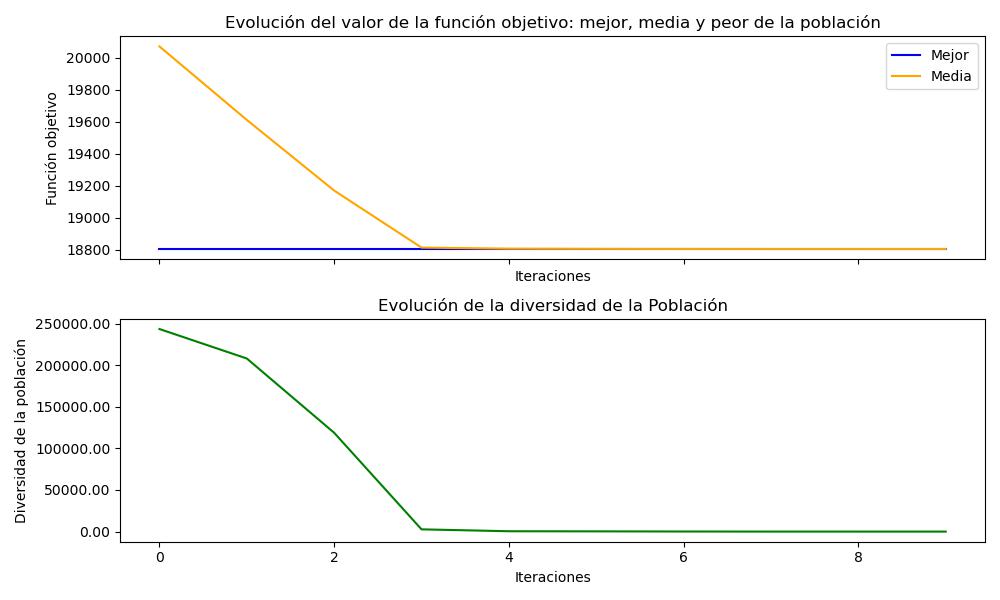 Evolución del valor de la función objetivo: mejor, media y peor de la población
20000
19800
19600
19400
19200
19000
18800
Función objetivo
Mejor
Media
Iteraciones
Evolución de la diversidad de la Población
250000.00
200000.00
150000.00
100000.00
50000.00
0.00
Diversidad de la población
0 2 4 6 8
Iteraciones